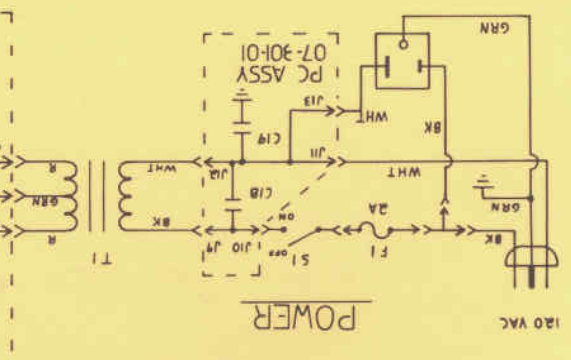 120 VAC
POWER
T1
OFF
S1
F1
J10
J9
BK
2A
ON
BK
R
GRN
C18
GRN
WHT
J11
J12
WHT
R
C19
BK
WHT
J13
PC ASSY
07-301-01
GRN